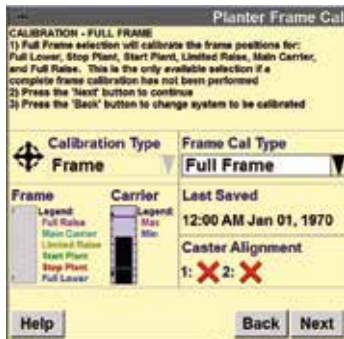 Planter Frame Cal
CALIBRATION - FULL FRAME
1) Full Frame selection will calibrate the frame positions for:
Full Lower, Stop Plant, Start Plant, Limited Raise, Main Carrier,
and Full Raise. This is the only available selection if a
complete frame calibration has not been performed
2) Press the 'Next' button to continue
3) Press the 'Back' button to change system to be calibrated
Calibration Type
Frame
Frame Cal Type
Full Frame
Frame
Legend:
Full Raise
Main Carrier
Limited Raise
Start Plant
Stop Plant
Full Lower
Carrier
Legend:
Max
Min
Last Saved
12:00 AM Jan 01, 1970
Caster Alignment
1: 2:
Help
Back
Next